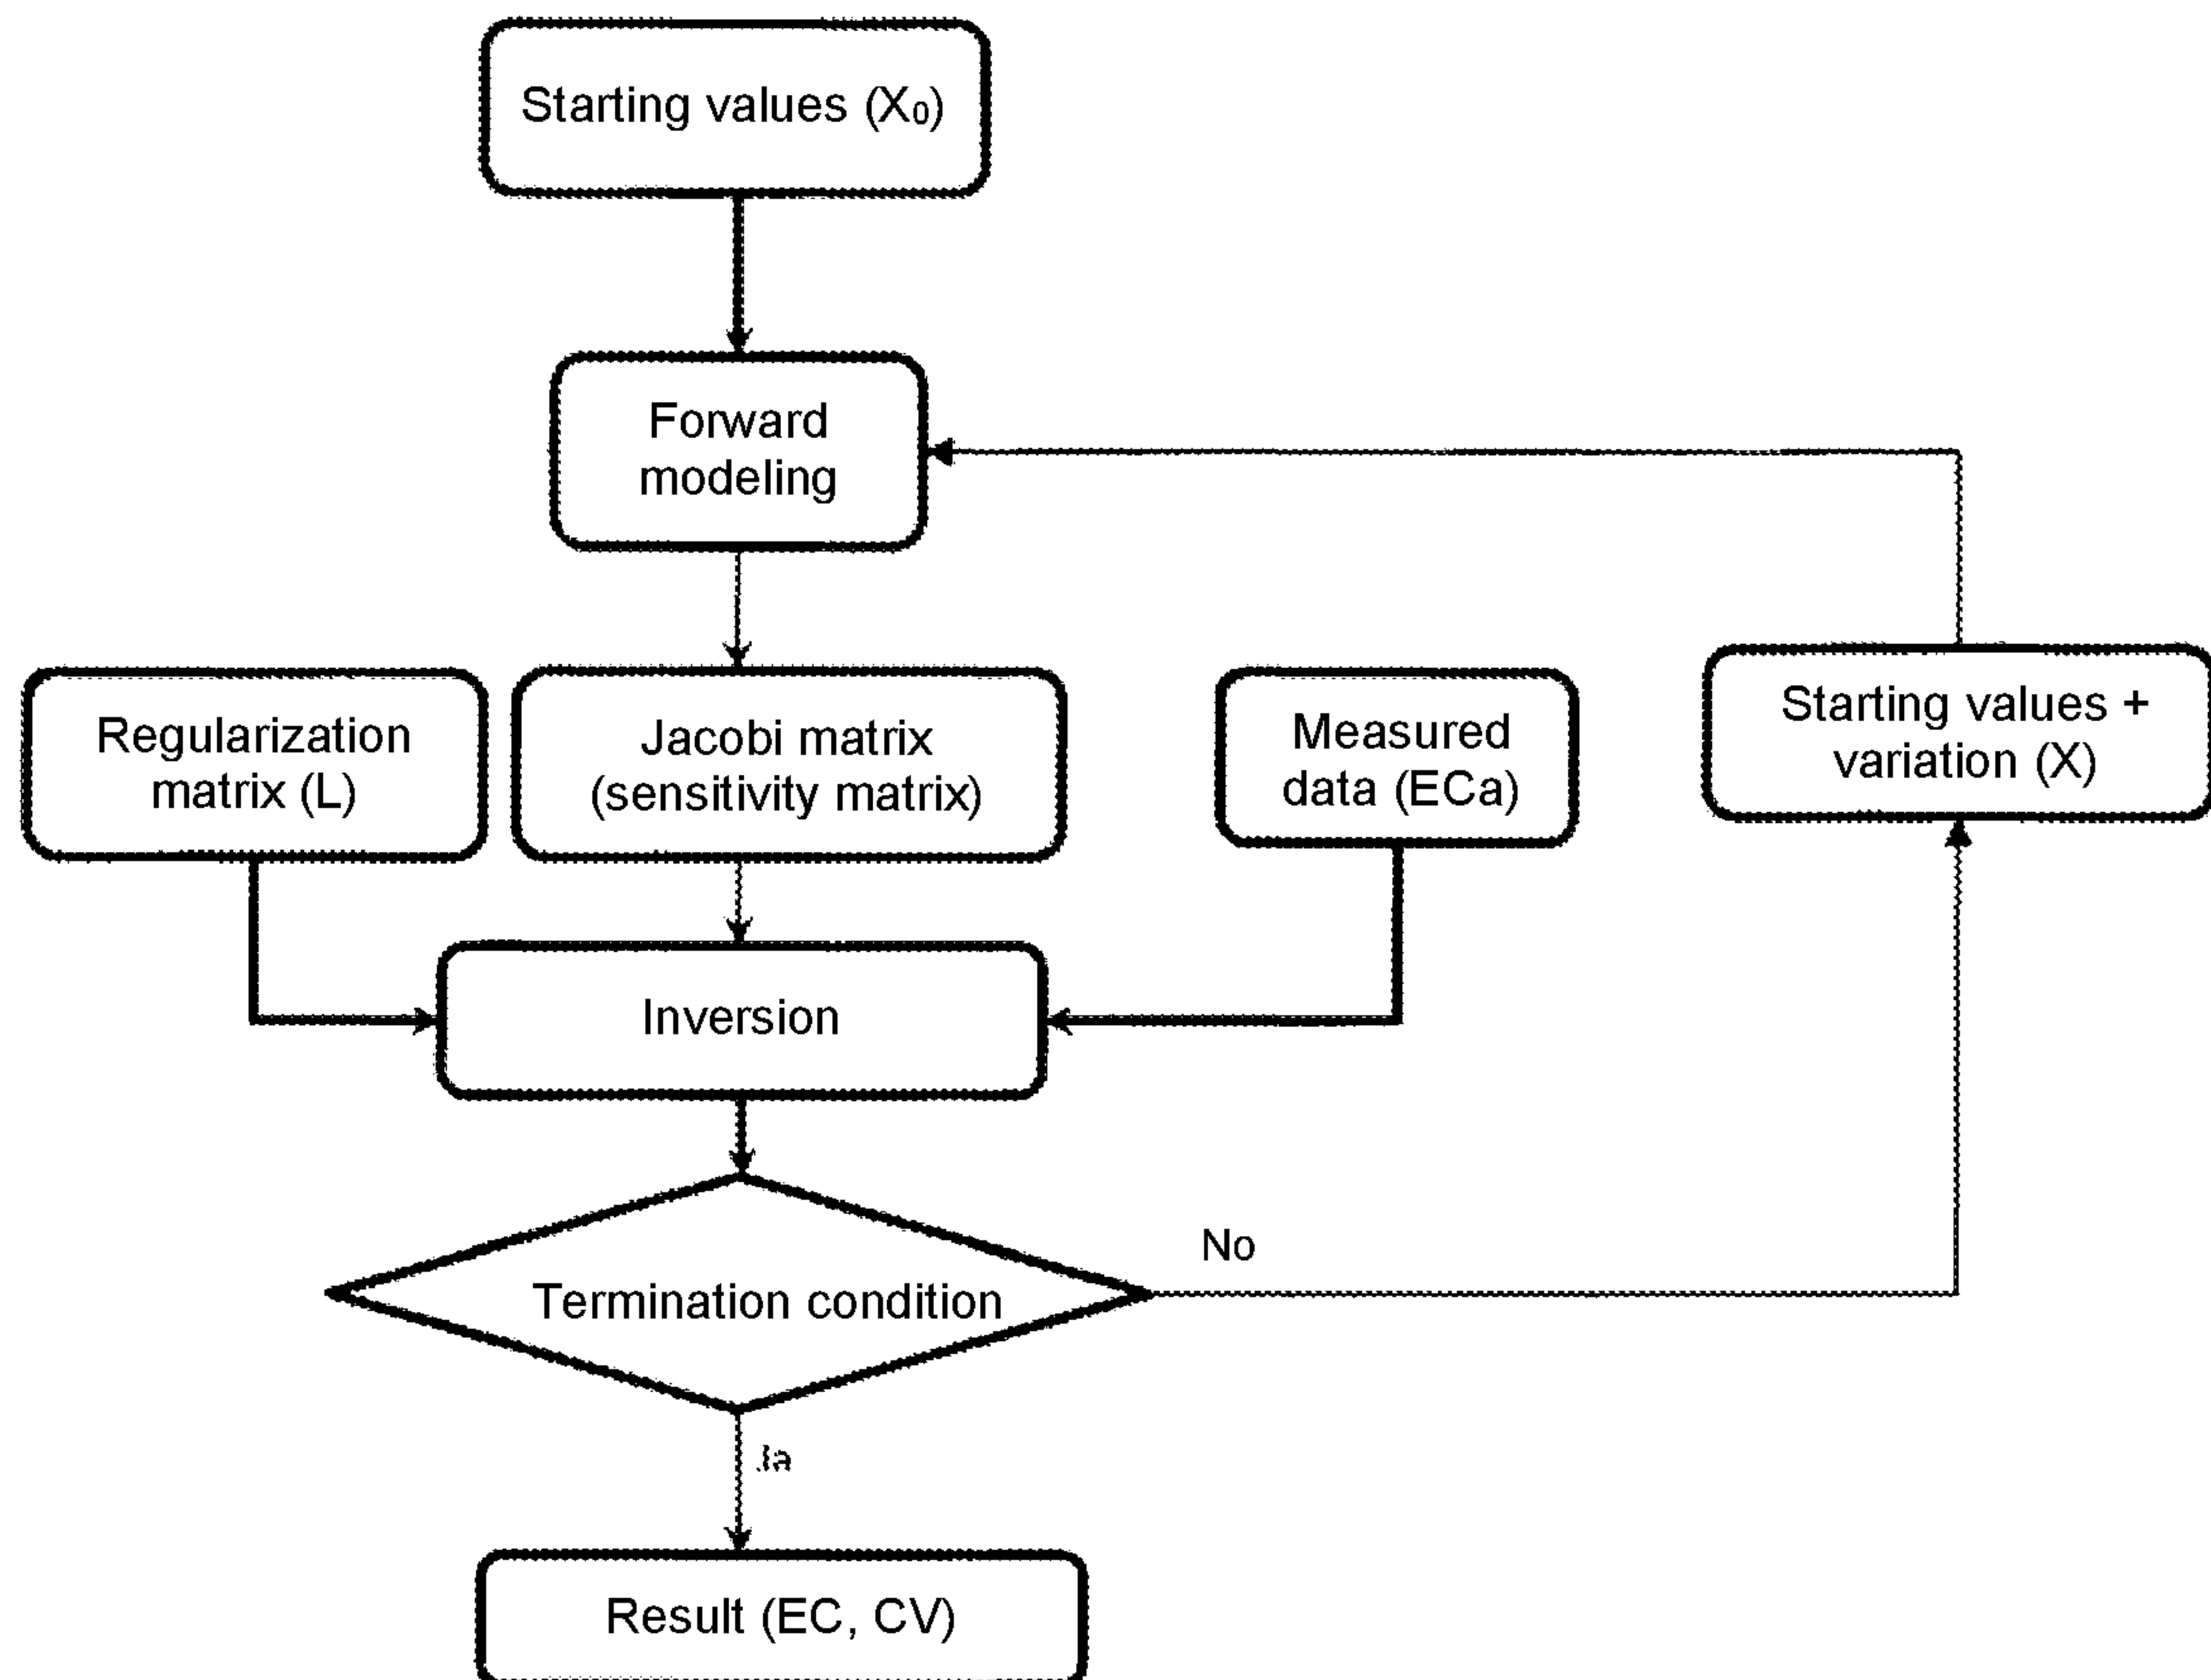 Starting values (X₀)
Forward
modeling
Regularization
matrix (L)
Jacobi matrix
(sensitivity matrix)
Measured
data (ECa)
Starting values +
variation (X)
Inversion
Termination condition
No
Ja
Result (EC, CV)